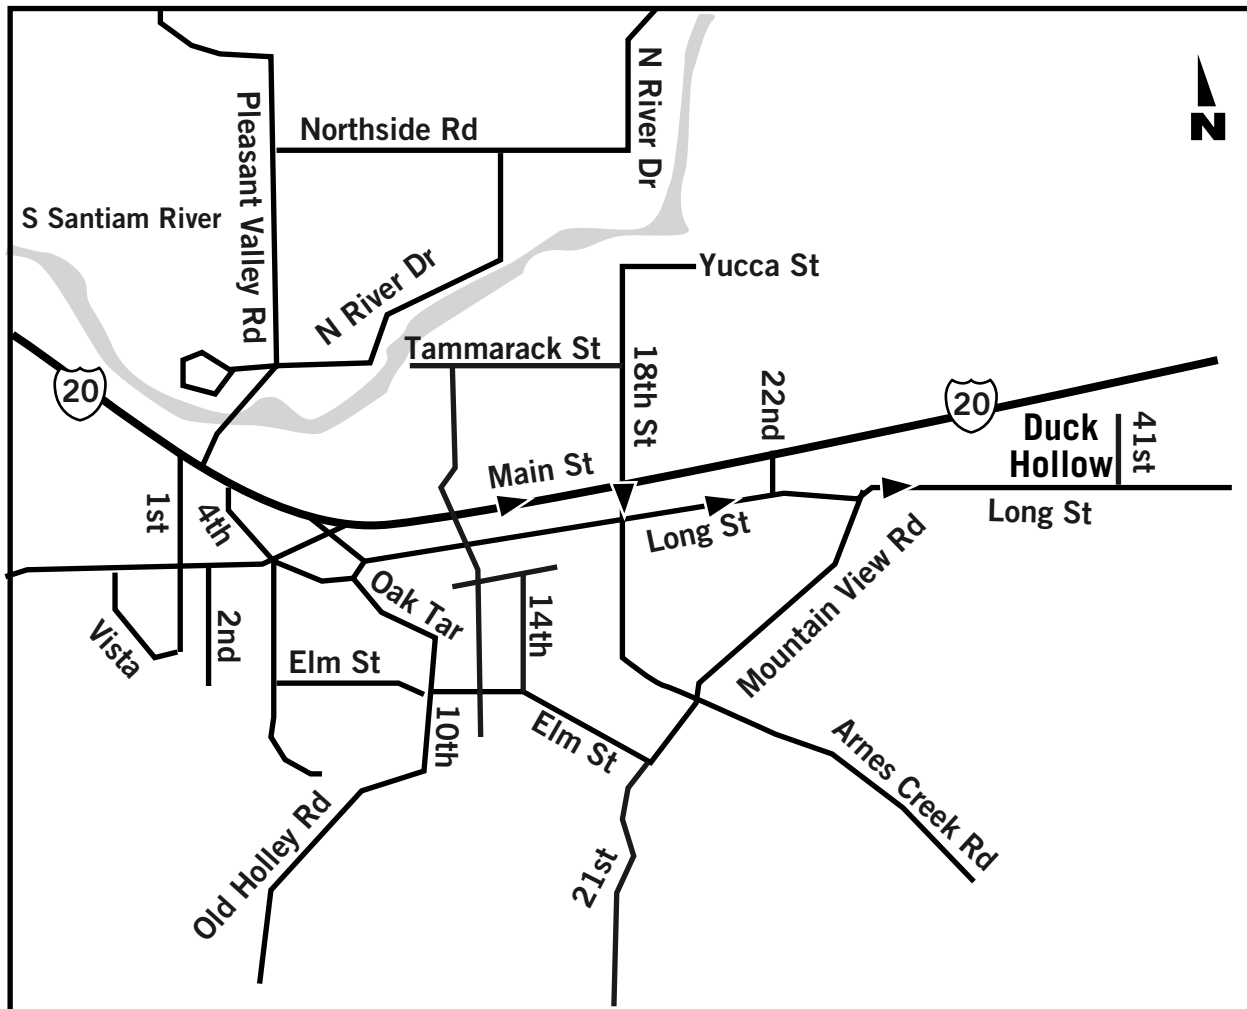 N River Dr
Northside Rd
Pleasant Valley Rd
N
S Santiam River
N River Dr
Yucca St
Tammarack St
18th St
22nd
20
20
Duck
Hollow
41st
Main St
1st
4th
Long St
Long St
Mountain View Rd
Oak Tar
14th
2nd
Vista
Elm St
10th
Elm St
Arnes Creek Rd
Old Holley Rd
21st